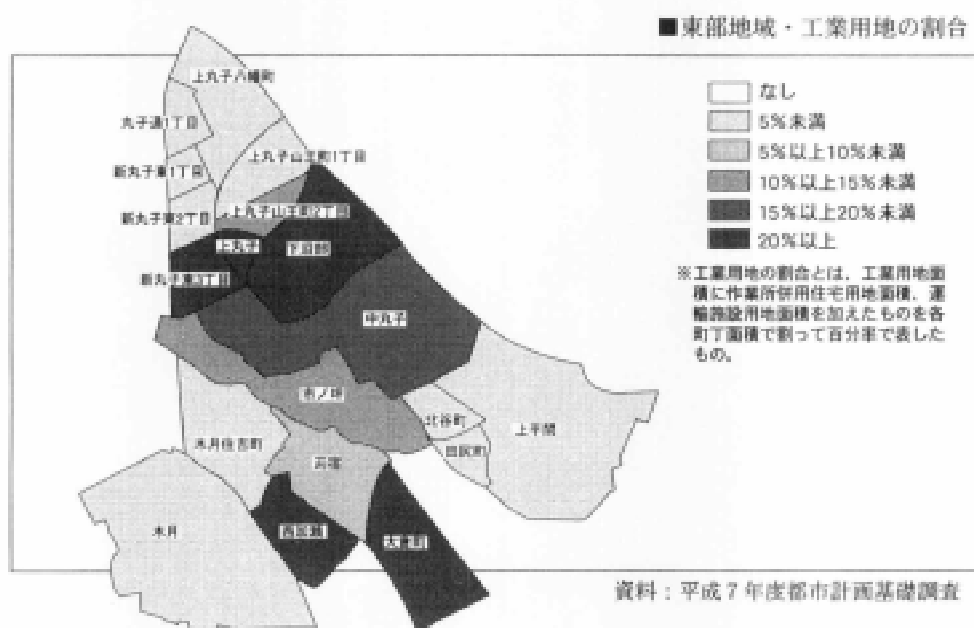 ■東部地域・工業用地の割合
なし
5%未満
5%以上10%未満
10%以上15%未満
15%以上20%未満
20%以上
※工業用地の割合とは、工業用地面
積に作業所併用住宅用地面積、運
輸施設用地面積を加えたものを各
町丁面積で割って百分率で表した
もの。
上丸子八幡町
丸子通1丁目
新丸子東1丁目
上丸子山王町1丁目
新丸子東2丁目
上丸子山王町2丁目
上丸子
下沼部
新丸子東3丁目
中丸子
市ノ坪
北谷町
上平間
田尻町
木月住吉町
苅宿
木月
西加瀬
大倉町
資料：平成7年度都市計画基礎調査